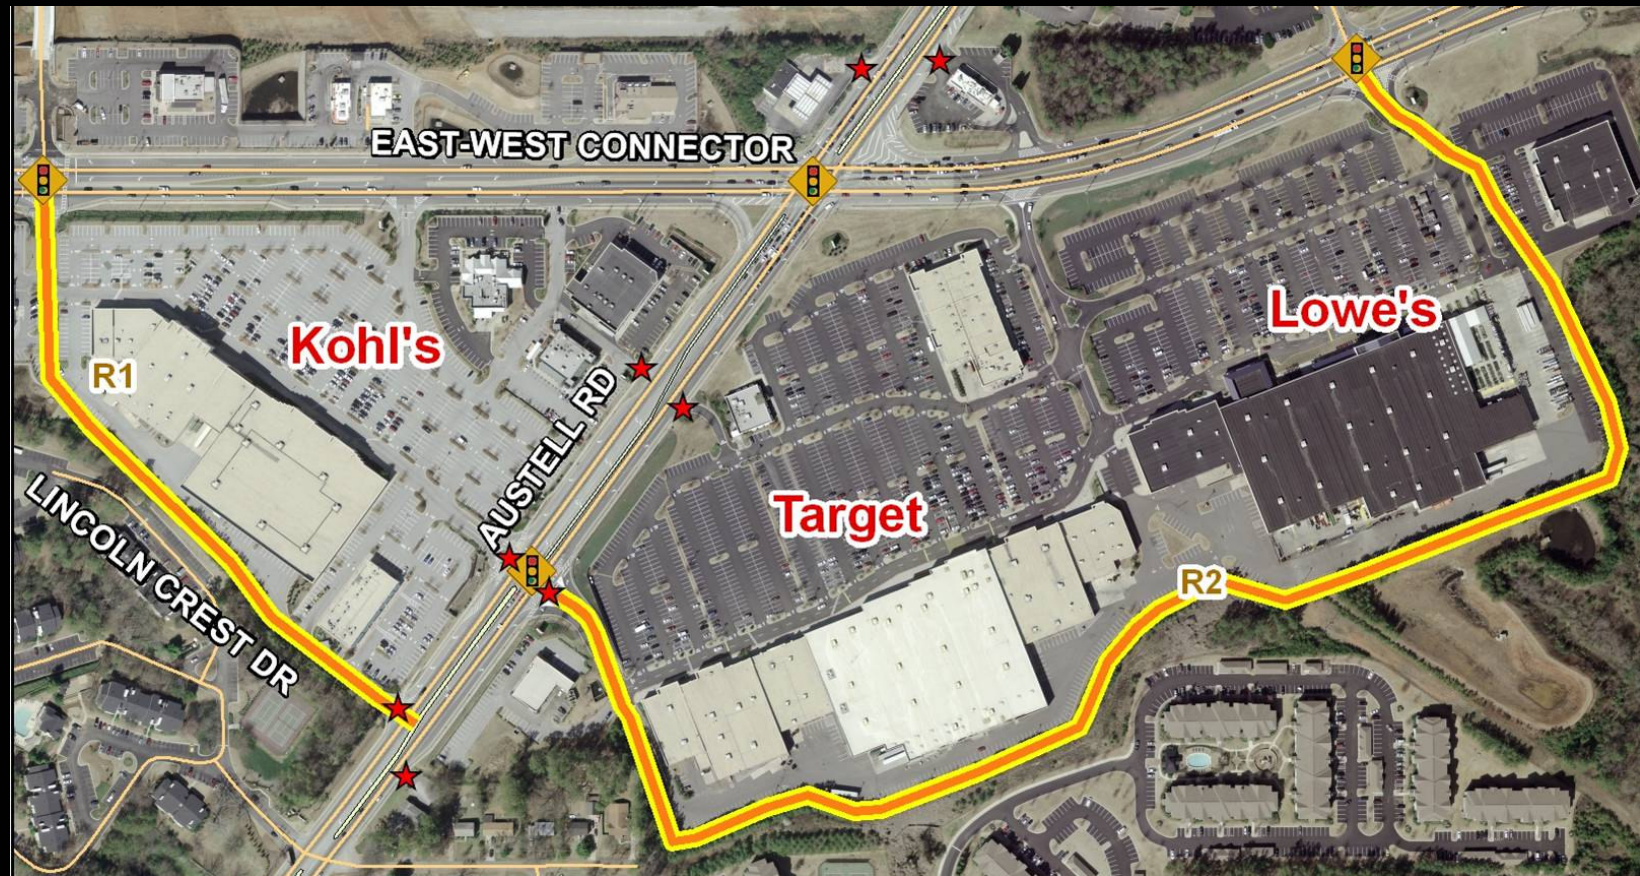 EAST-WEST CONNECTOR
Kohl's
Lowe's
R1
AUSTELL RD
LINCOLN CREST DR
Target
R2